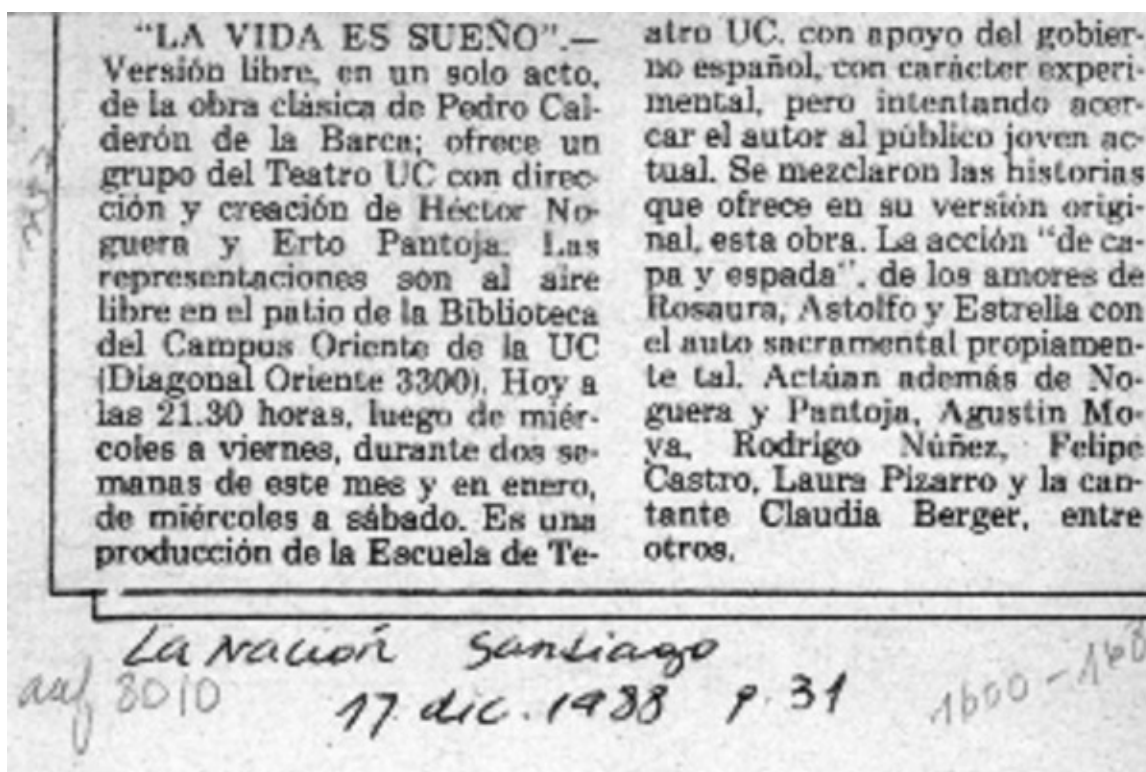 “LA VIDA ES SUEÑO”.—
Versión libre, en un solo acto,
de la obra clásica de Pedro Cal-
derón de la Barca; ofrece un
grupo del Teatro UC con direc-
ción y creación de Héctor No-
guera y Erto Pantoja. Las
representaciones son al aire
libre en el patio de la Biblioteca
del Campus Oriente de la UC
(Diagonal Oriente 3300). Hoy a
las 21.30 horas, luego de miér-
coles a viernes, durante dos se-
manas de este mes y en enero,
de miércoles a sábado. Es una
producción de la Escuela de Te-
atro UC. con apoyo del gobier-
no español, con carácter experi-
mental, pero intentando acer-
car el autor al público joven ac-
tual. Se mezclaron las historias
que ofrece en su versión origi-
nal, esta obra. La acción “de ca-
pa y espada”, de los amores de
Rosaura, Astolfo y Estrella con
el auto sacramental propiamen-
te tal. Actúan además de No-
guera y Pantoja, Agustín Mo-
ya, Rodrigo Núñez, Felipe
Castro, Laura Pizarro y la can-
tante Claudia Berger, entre
otros.
La Nación Santiago
8010
17. dic. 1988 p. 31
1600-